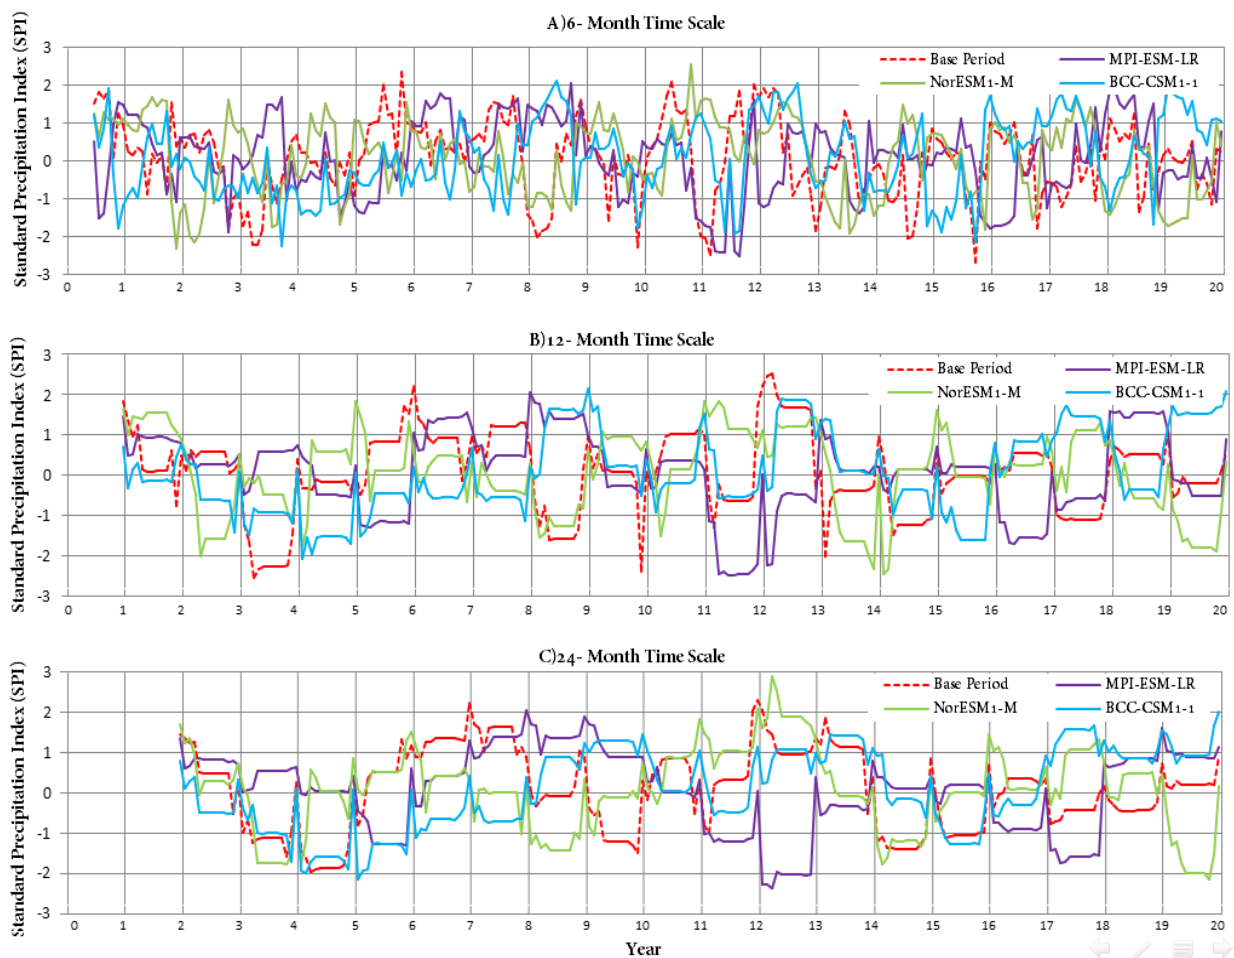 A)6- Month Time Scale
Standard Precipitation Index (SPI)
3
2
1
0
-1
-2
-3
Base Period
MPI-ESM-LR
NorESM1-M
BCC-CSM1-1
0 1 2 3 4 5 6 7 8 9 10 11 12 13 14 15 16 17 18 19 20
B)12- Month Time Scale
Standard Precipitation Index (SPI)
3
2
1
0
-1
-2
-3
Base Period
MPI-ESM-LR
NorESM1-M
BCC-CSM1-1
0 1 2 3 4 5 6 7 8 9 10 11 12 13 14 15 16 17 18 19 20
C)24- Month Time Scale
Standard Precipitation Index (SPI)
3
2
1
0
-1
-2
-3
Base Period
MPI-ESM-LR
NorESM1-M
BCC-CSM1-1
0 1 2 3 4 5 6 7 8 9 10 11 12 13 14 15 16 17 18 19 20
Year